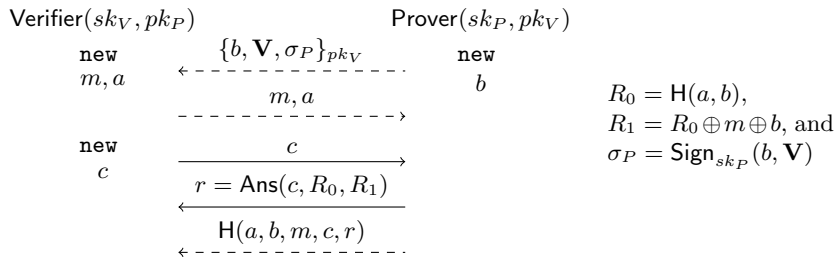 Verifier(sk_V, pk_P) Prover(sk_P, pk_V)
new {b, V, σ_P}_{pk_V} new
m, a b
m, a
R_0 = H(a, b),
R_1 = R_0 ⊕ m ⊕ b, and
σ_P = Sign_{sk_P}(b, V)
new c
c
r = Ans(c, R_0, R_1)
H(a, b, m, c, r)